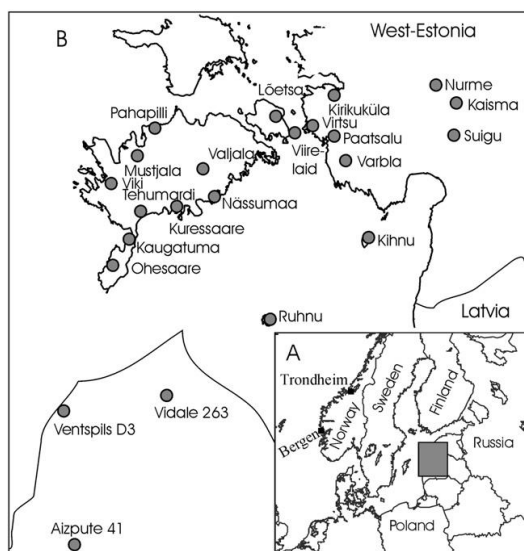 B
West-Estonia
Nurme
Kaisma
Suigu
Lõetsa
Kirikuküla
Virtsu
Paatsalu
Viire-
laid
Varbla
Pahapilli
Mustjala
Valjala
Viki
Tehumardi
Nässumaa
Kuressaare
Kaugatuma
Ohesaare
Kihnu
Ruhnu
Latvia
Vidale 263
Ventspils D3
Aizpute 41
A
Trondheim
Bergen
Norway
Sweden
Finland
Russia
Poland